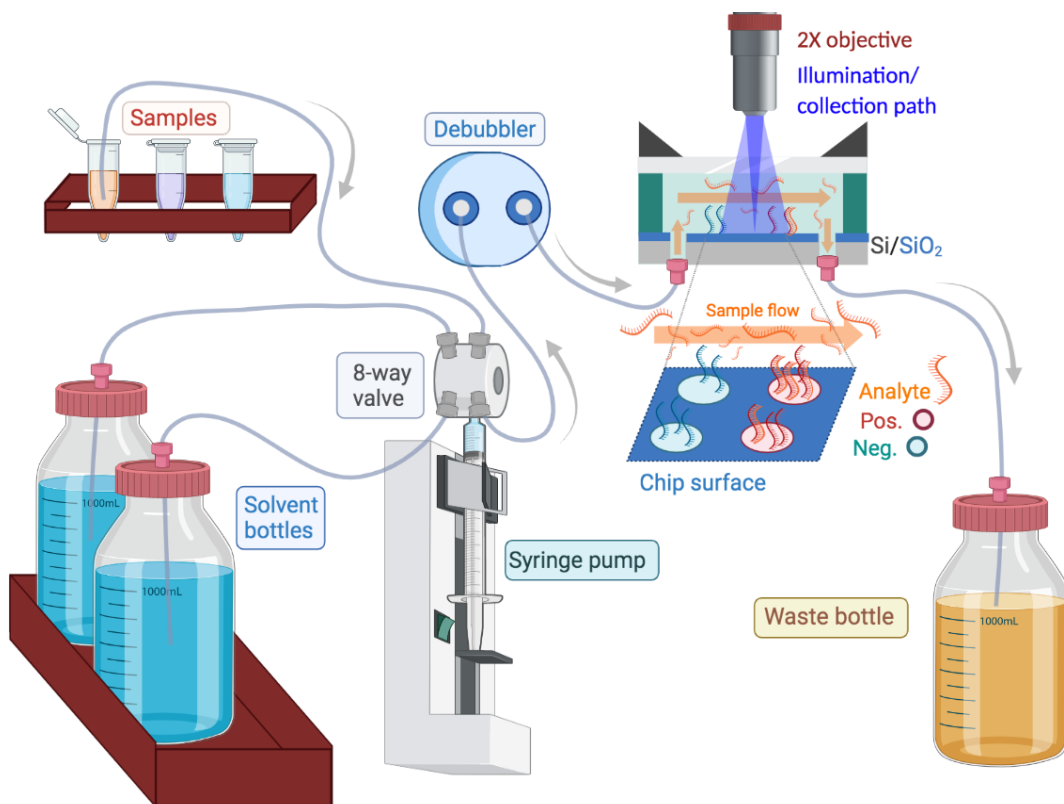 2X objective
Illumination/
collection path
Samples
Debubbler
Si/SiO₂
Sample flow
8-way
valve
Analyte
Pos.
Neg.
Chip surface
Solvent
bottles
1000mL
1000mL
Syringe pump
Waste bottle
1000mL